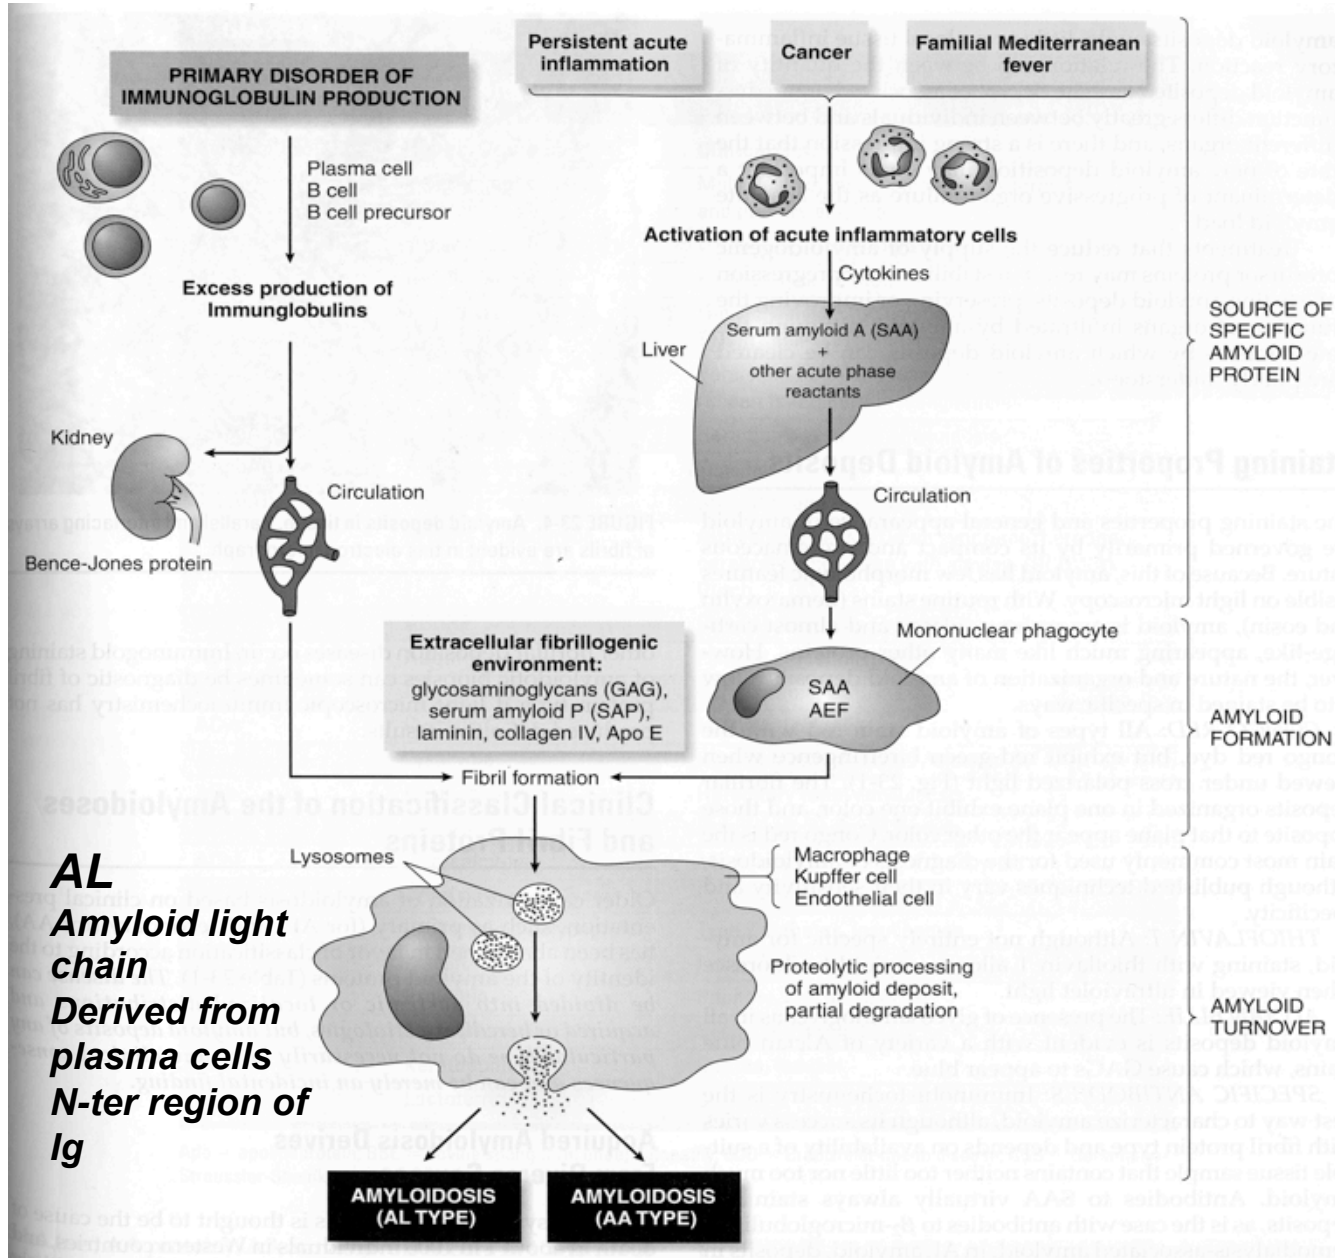 PRIMARY DISORDER OF
IMMUNOGLOBULIN PRODUCTION
Plasma cell
B cell
B cell precursor
Excess production of
Immunglobulins
Kidney
Circulation
Bence-Jones protein
Persistent acute
inflammation
Cancer
Familial Mediterranean
fever
Activation of acute inflammatory cells
Cytokines
Liver
Serum amyloid A (SAA)
+
other acute phase
reactants
Circulation
Mononuclear phagocyte
SAA
AEF
SOURCE OF
SPECIFIC
AMYLOID
PROTEIN
Extracellular fibrillogenic
environment:
glycosaminoglycans (GAG),
serum amyloid P (SAP),
laminin, collagen IV, Apo E
Fibril formation
AMYLOID
FORMATION
Lysosomes
Macrophage
Kupffer cell
Endothelial cell
Proteolytic processing
of amyloid deposit,
partial degradation
AMYLOID
TURNOVER
AL
Amyloid light
chain
Derived from
plasma cells
N-ter region of
Ig
AMYLOIDOSIS
(AL TYPE)
AMYLOIDOSIS
(AA TYPE)